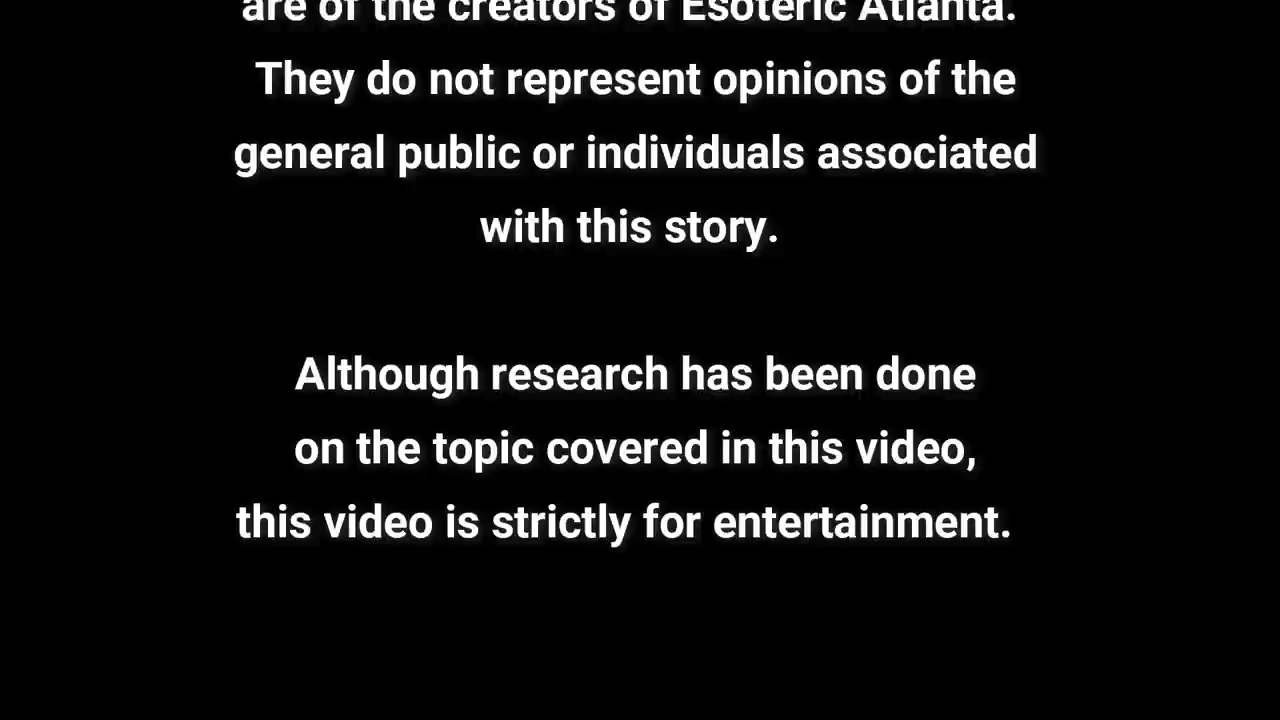 are of the creators of Esoteric Atlanta.
They do not represent opinions of the
general public or individuals associated
with this story.
Although research has been done
on the topic covered in this video,
this video is strictly for entertainment.